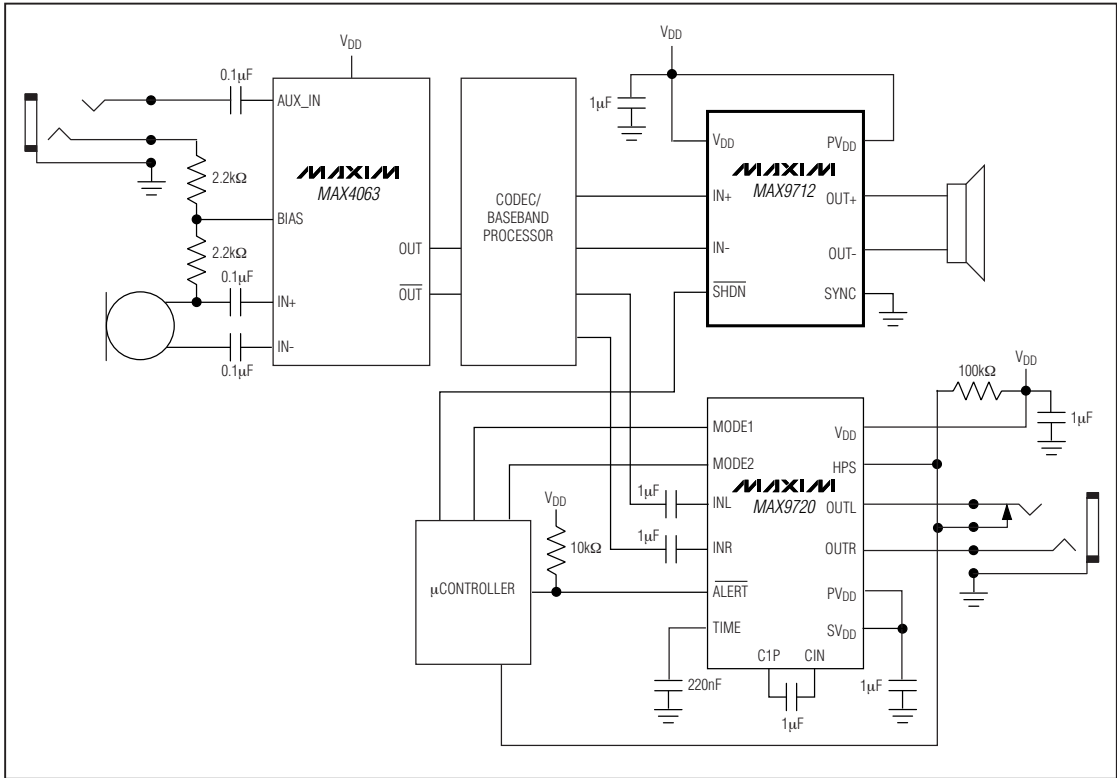 VDD
0.1µF
AUX_IN
MAXIM
MAX4063
2.2kΩ
BIAS
2.2kΩ
0.1µF
IN+
IN-
0.1µF
OUT
OUT
CODEC/
BASEBAND
PROCESSOR
VDD
1µF
VDD
PVDD
MAXIM
MAX9712
IN+
OUT+
IN-
OUT-
SHDN
SYNC
VDD
100kΩ
1µF
MODE1
VDD
MODE2
HPS
MAXIM
MAX9720
1µF
INL
OUTL
1µF
INR
OUTR
VDD
10kΩ
µCONTROLLER
ALERT
PVDD
TIME
SVDD
C1P
CIN
220nF
1µF
1µF